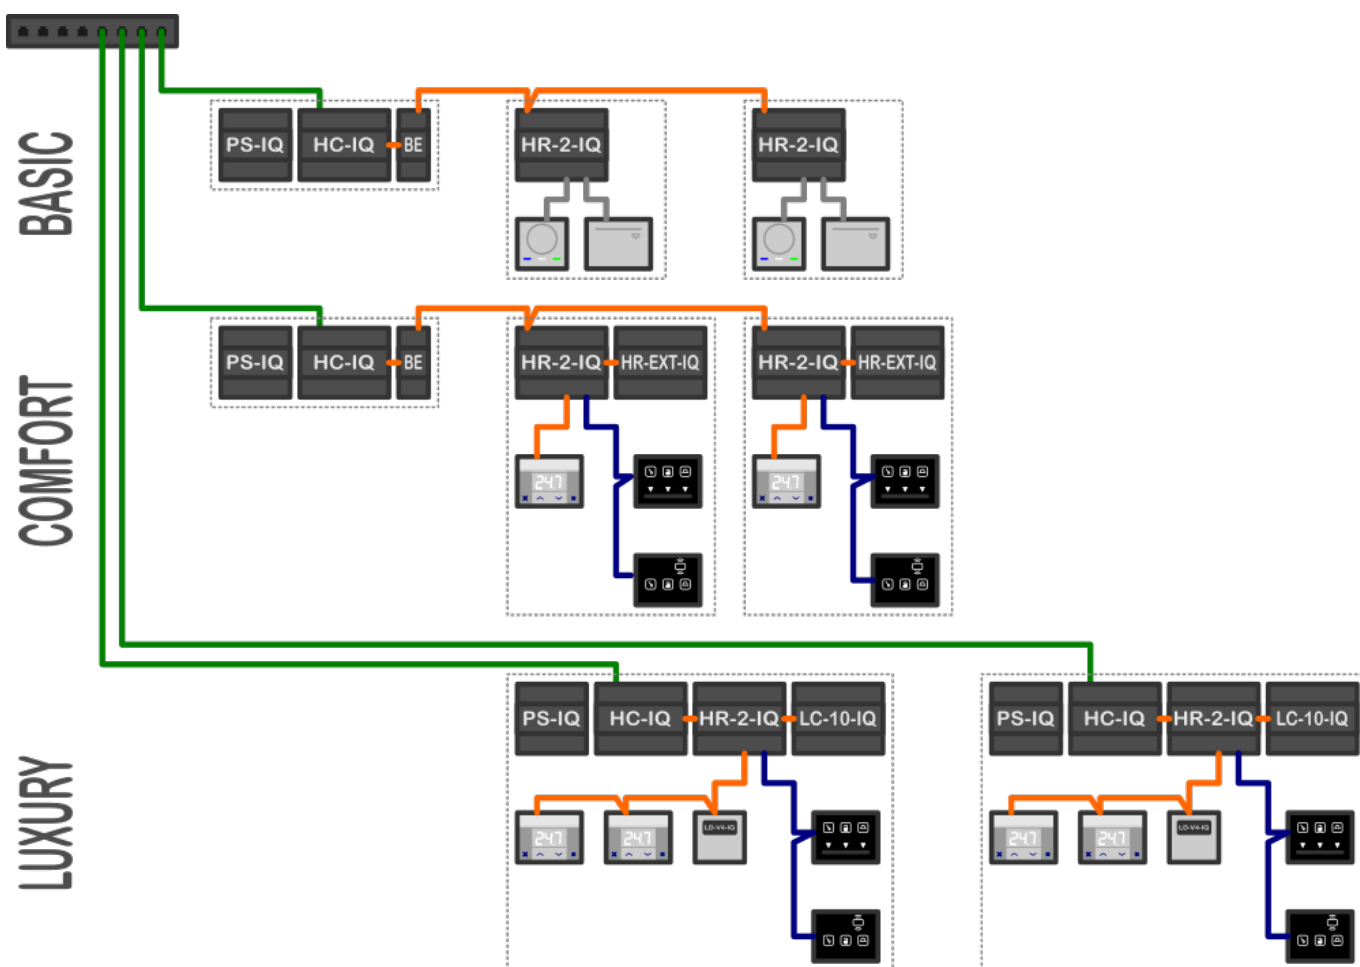 BASIC
PS-IQ HC-IQ BE HR-2-IQ HR-2-IQ
COMFORT
PS-IQ HC-IQ BE HR-2-IQ HR-EXT-IQ HR-2-IQ HR-EXT-IQ
24.7 24.7
LUXURY
PS-IQ HC-IQ HR-2-IQ LC-10-IQ PS-IQ HC-IQ HR-2-IQ LC-10-IQ
24.7 24.7 LD-V4-IQ 24.7 24.7 LD-V4-IQ